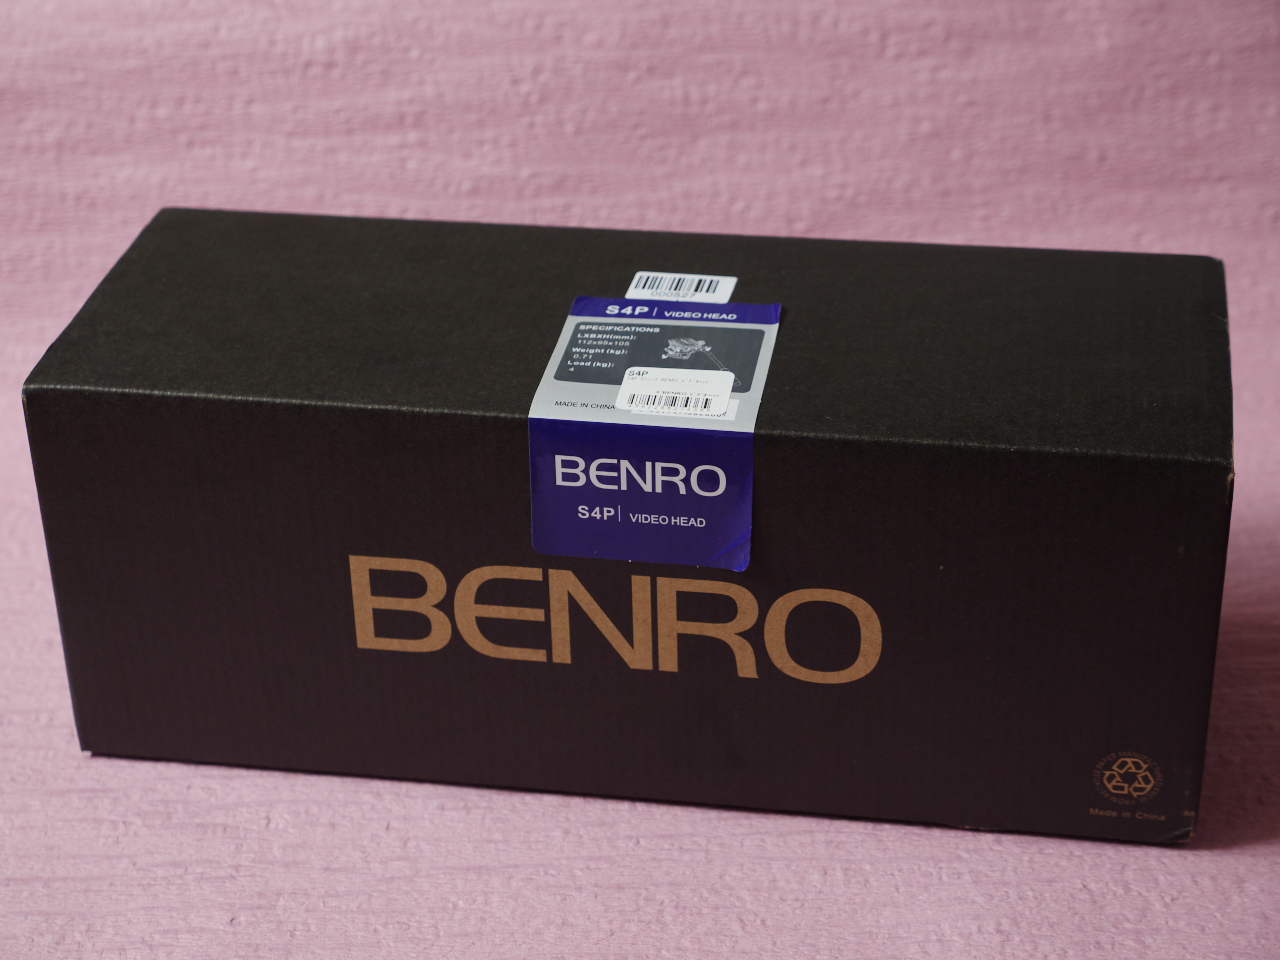 000527
S4P | VIDEO HEAD
SPECIFICATIONS
LXBXH(mm):
112x95x105
Weight (kg):
0.71
Load (kg):
4
S4P
MADE IN CHINA
BENRO
S4P | VIDEO HEAD
BENRO
Made in China